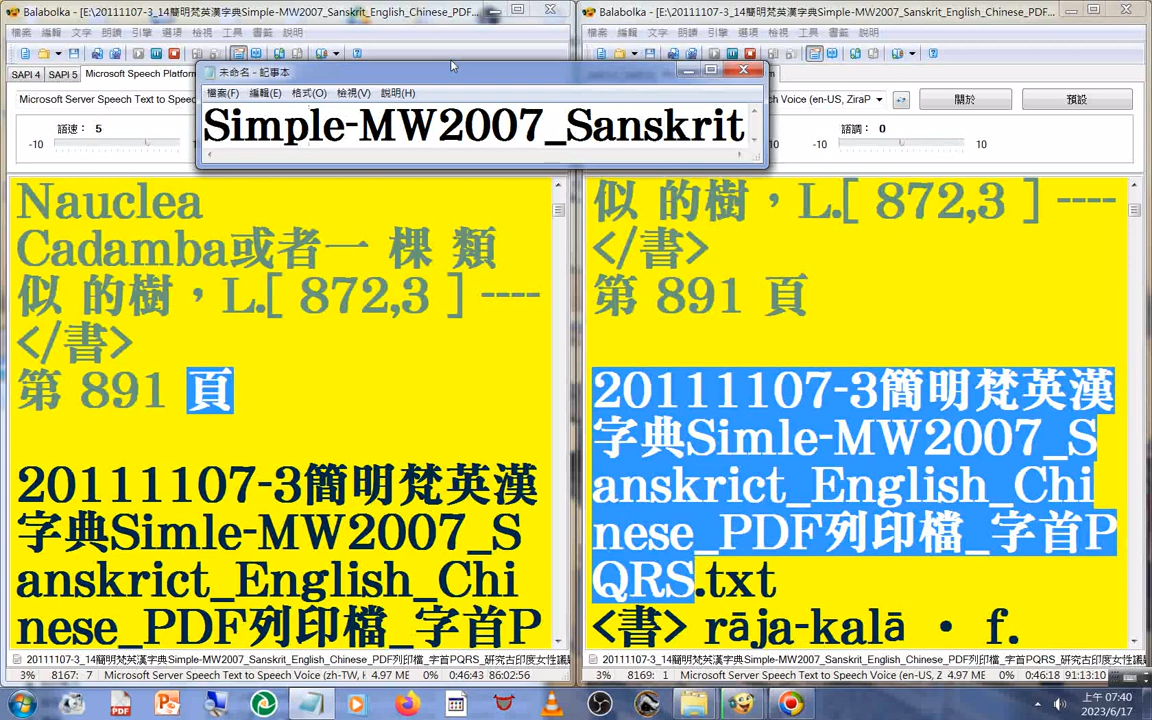 Balabolka - [E:\20111107-3_14簡明梵英漢字典Simple-MW2007_Sanskrit_English_Chinese_PDF...
檔案 編輯 文字 朗讀 引擎 選項 檢視 工具 書籤 說明
SAPI 4 SAPI 5 Microsoft Speech Platform
Microsoft Server Speech Text to Spee
語速： 5
-10
Balabolka - [E:\20111107-3_14簡明梵英漢字典Simple-MW2007_Sanskrit_English_Chinese_PDF...
檔案 編輯 文字 朗讀 引擎 選項 檢視 工具 書籤 說明
Voice (en-US, ZiraP
關於
預設
語調： 0
-10 10
未命名 - 記事本
檔案(F) 編輯(E) 格式(O) 檢視(V) 說明(H)
Simple-MW2007_Sanskrit
Nauclea
Cadamba或者一 棵 類
似 的樹，L.[ 872,3 ] ----
</書>
第 891 頁
20111107-3簡明梵英漢
字典Simle-MW2007_S
anskrict_English_Chi
nese_PDF列印檔_字首P
似 的樹，L.[ 872,3 ] ----
</書>
第 891 頁
20111107-3簡明梵英漢
字典Simle-MW2007_S
anskrict_English_Chi
nese_PDF列印檔_字首P
QRS.txt
<書> rāja-kalā • f.
20111107-3_14簡明梵英漢字典Simple-MW2007_Sanskrit_English_Chinese_PDF列印檔_字首PQRS_研究古印度女性議
3% 8167: 7 Microsoft Server Speech Text to Speech Voice (zh-TW, H 4.97 MB 0% 0:46:43 86:02:56
20111107-3_14簡明梵英漢字典Simple-MW2007_Sanskrit_English_Chinese_PDF列印檔_字首PQRS_研究古印度女性議
3% 8169: 1 Microsoft Server Speech Text to Speech Voice (en-US, Z 4.97 MB 0% 0:46:18 91:13:10
上午 07:40
2023/6/17